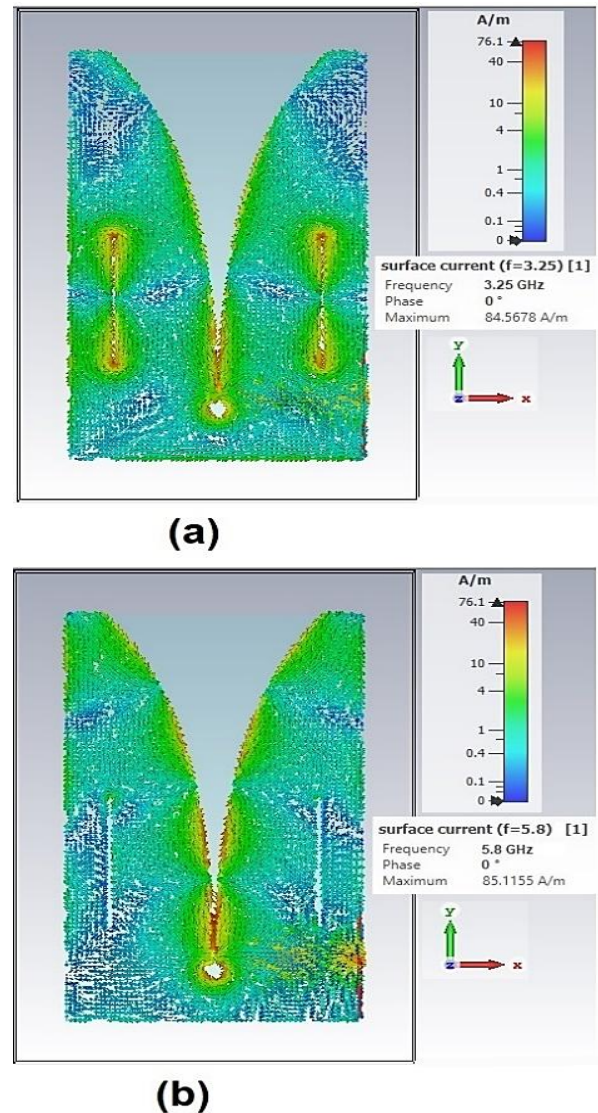 A/m
76.1
40
10
4
1
0.4
0.1
0
surface current (f=3.25) [1]
Frequency 3.25 GHz
Phase 0 °
Maximum 84.5678 A/m
Y
z x
(a)
A/m
76.1
40
10
4
1
0.4
0.1
0
surface current (f=5.8) [1]
Frequency 5.8 GHz
Phase 0 °
Maximum 85.1155 A/m
Y
z x
(b)